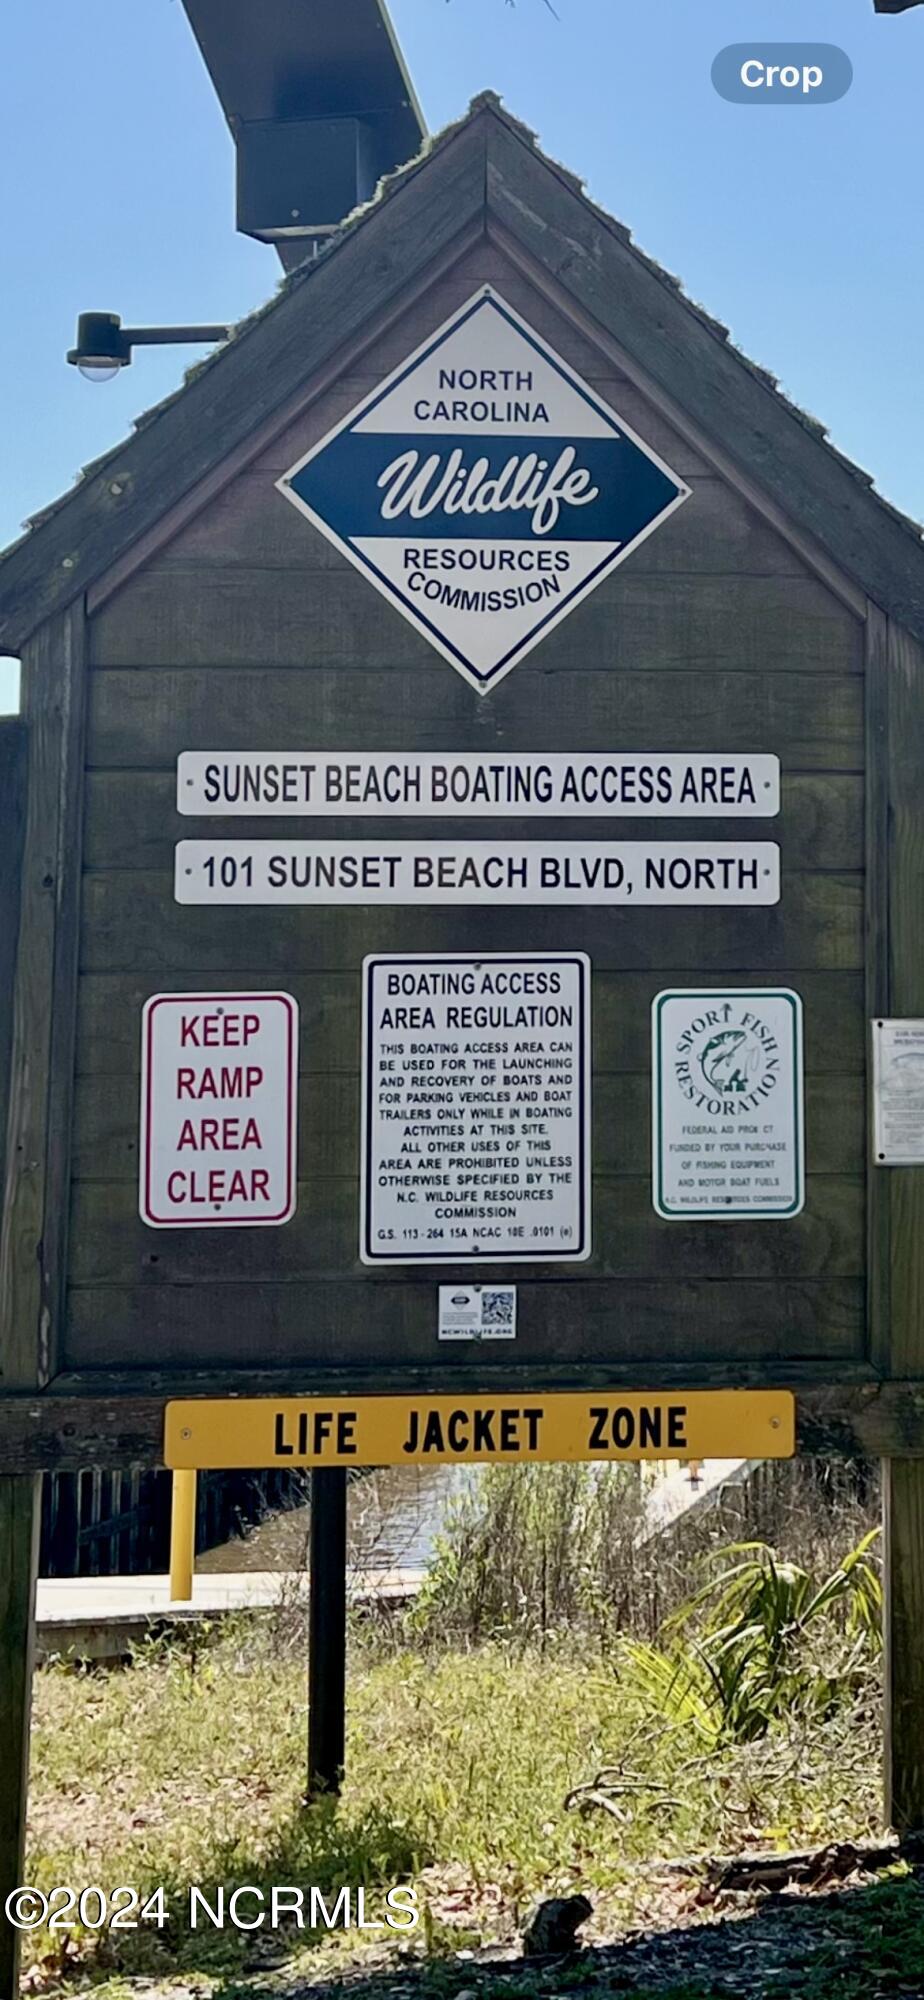 Crop
NORTH
CAROLINA
Wildlife
RESOURCES
COMMISSION
SUNSET BEACH BOATING ACCESS AREA
101 SUNSET BEACH BLVD, NORTH
KEEP
RAMP
AREA
CLEAR
BOATING ACCESS
AREA REGULATION
THIS BOATING ACCESS AREA CAN
BE USED FOR THE LAUNCHING
AND RECOVERY OF BOATS AND
FOR PARKING VEHICLES AND BOAT
TRAILERS ONLY WHILE IN BOATING
ACTIVITIES AT THIS SITE.
ALL OTHER USES OF THIS
AREA ARE PROHIBITED UNLESS
OTHERWISE SPECIFIED BY THE
N.C. WILDLIFE RESOURCES
COMMISSION
G.S. 113-264 15A NCAC 10E .0101 (e)
SPORT FISH
RESTORATION
FEDERAL AID PROJECT
FUNDED BY YOUR PURCHASE
OF FISHING EQUIPMENT
AND MOTOR BOAT FUELS
N.C. WILDLIFE RESOURCES COMMISSION
NCWILDLIFE.ORG
LIFE JACKET ZONE
©2024 NCRMLS